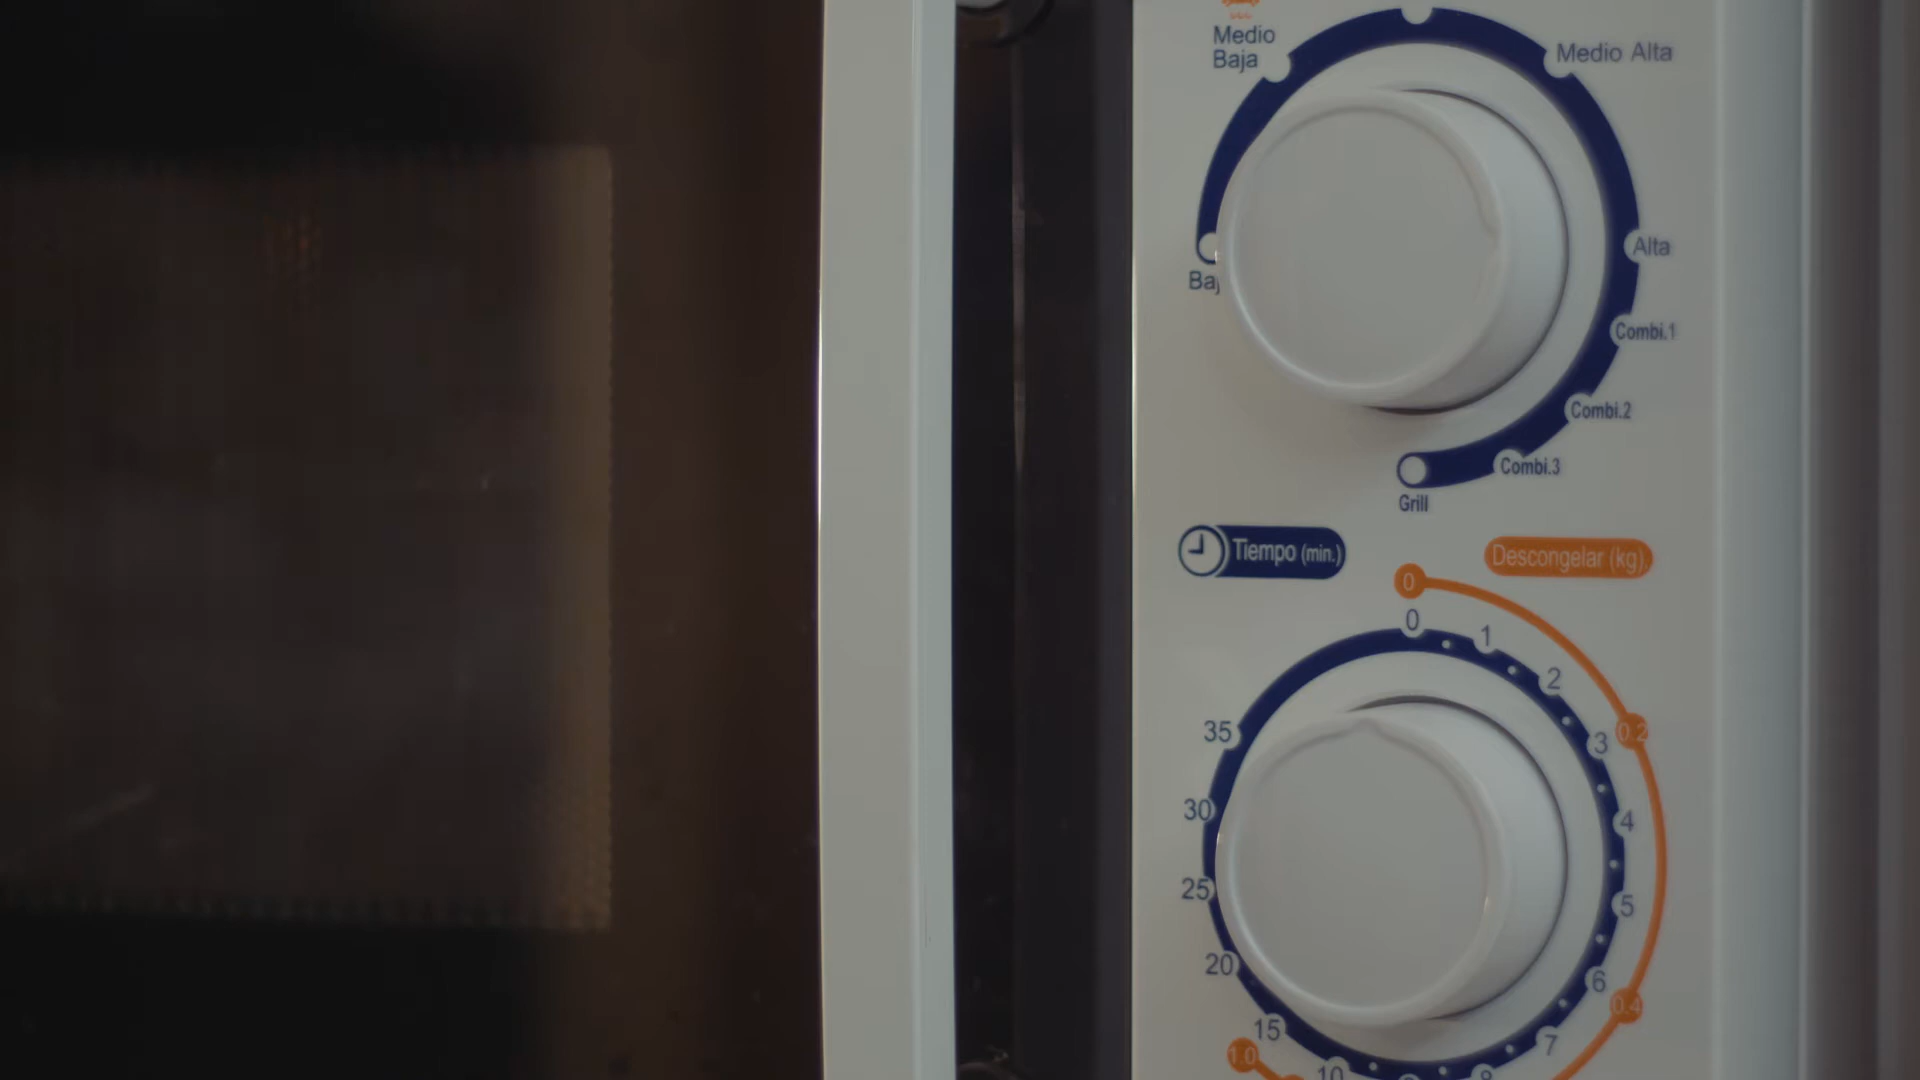 Medio
Baja
Medio Alta
Alta
Combi.1
Combi.2
Combi.3
Grill
Tiempo (min.)
Descongelar (kg)
0
0
1
2
0.2
3
35
30
4
25
5
20
6
0.4
15
7
1.0
10
8